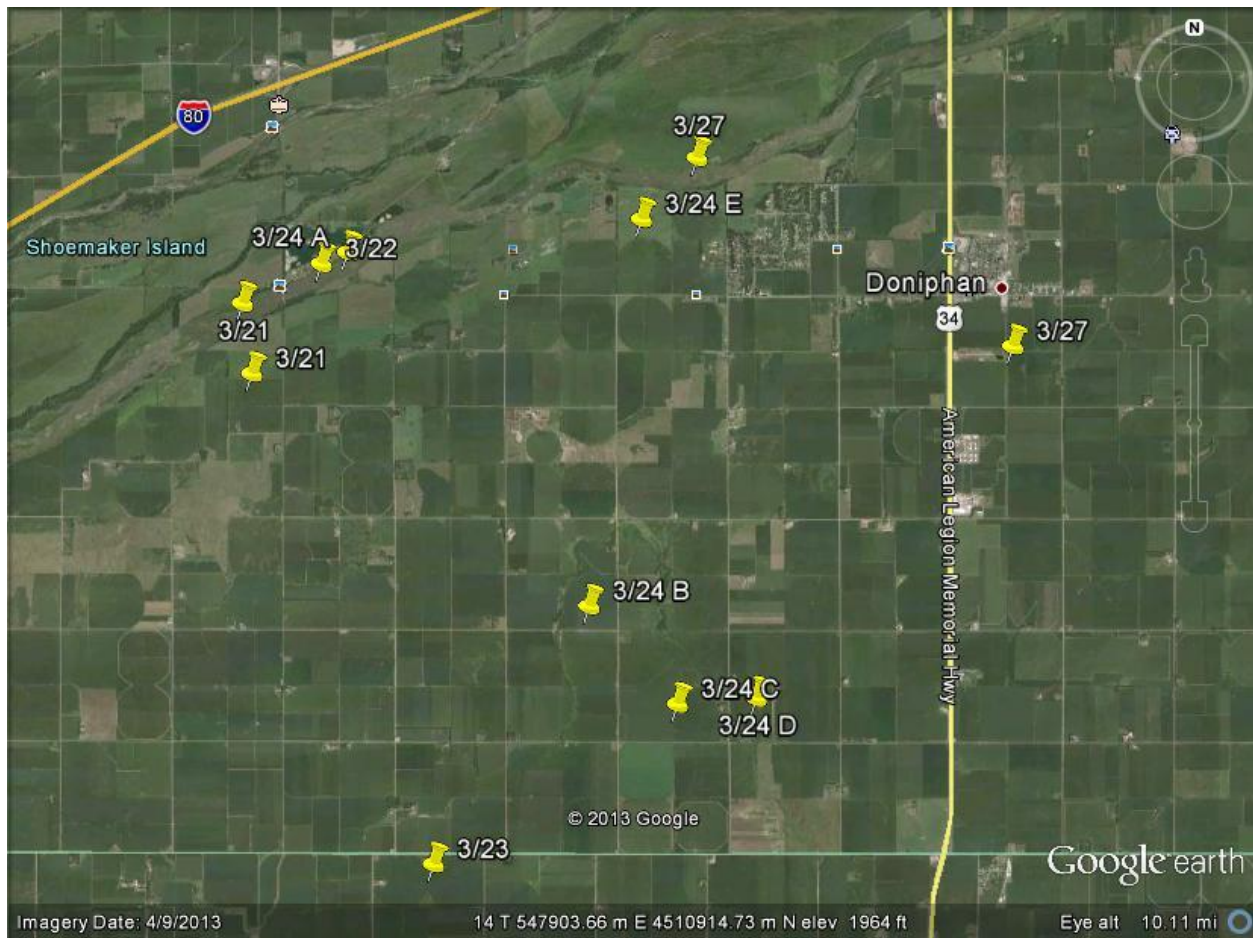 N
80
3/27
3/24 E
Shoemaker Island
3/24 A
3/22
Doniphan
3/21
34
3/27
3/21
American Legion Memorial Hwy
3/24 B
3/24 C
3/24 D
© 2013 Google
3/23
Google earth
Imagery Date: 4/9/2013
14 T 547903.66 m E 4510914.73 m N elev 1964 ft
Eye alt 10.11 mi